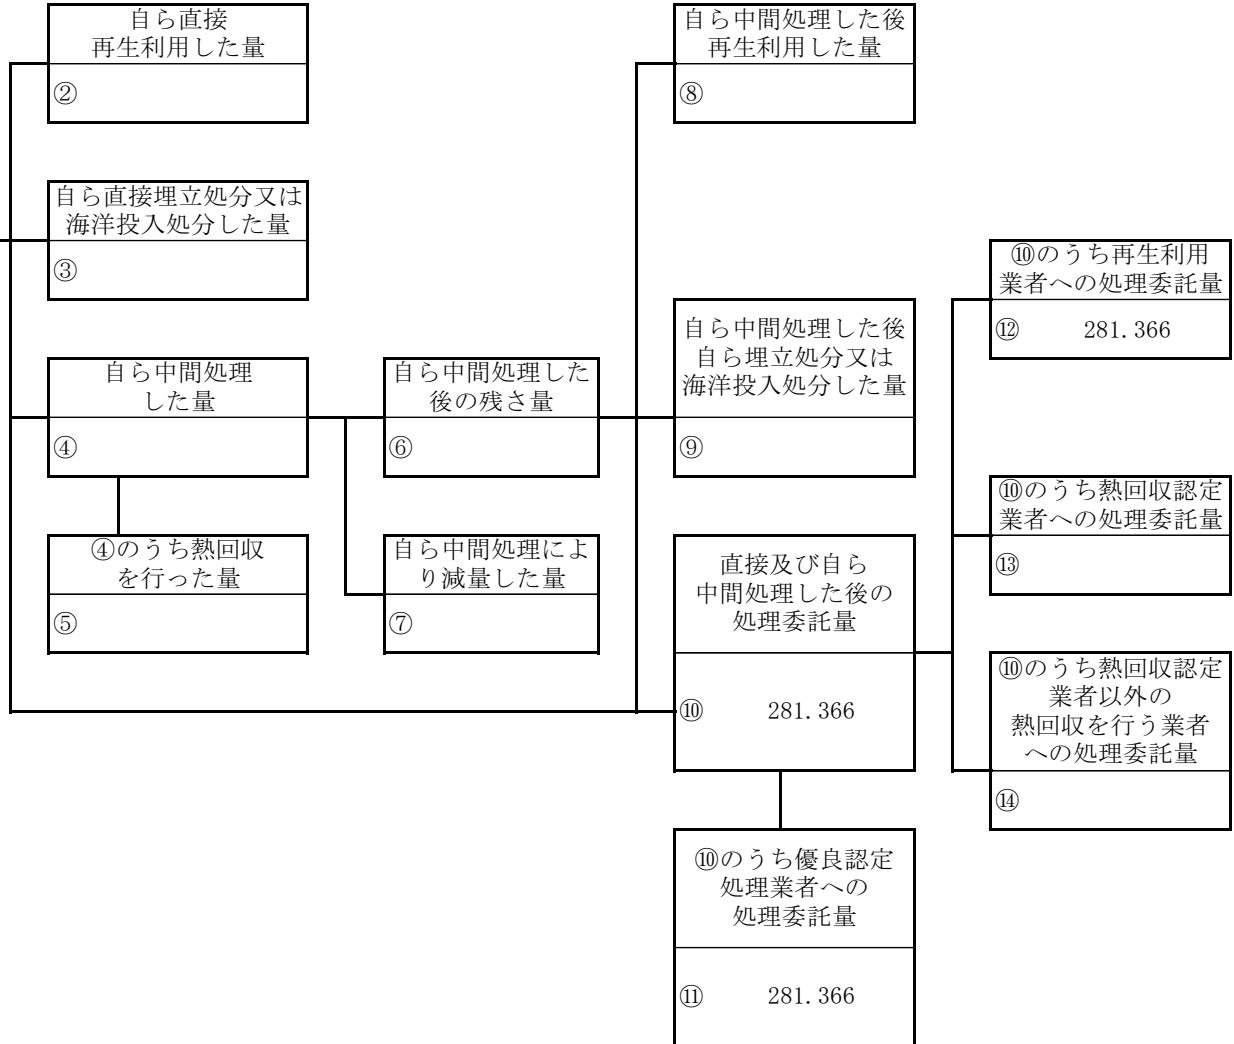 自ら直接
再生利用した量
②
自ら直接埋立処分又は
海洋投入処分した量
③
自ら中間処理
した量
④
④のうち熱回収
を行った量
⑤
自ら中間処理した
後の残さ量
⑥
自ら中間処理によ
り減量した量
⑦
自ら中間処理した後
再生利用した量
⑧
自ら中間処理した後
自ら埋立処分又は
海洋投入処分した量
⑨
直接及び自ら
中間処理した後の
処理委託量
⑩ 281.366
⑩のうち優良認定
処理業者への
処理委託量
⑪ 281.366
⑩のうち再生利用
業者への処理委託量
⑫ 281.366
⑩のうち熱回収認定
業者への処理委託量
⑬
⑩のうち熱回収認定
業者以外の
熱回収を行う業者
への処理委託量
⑭